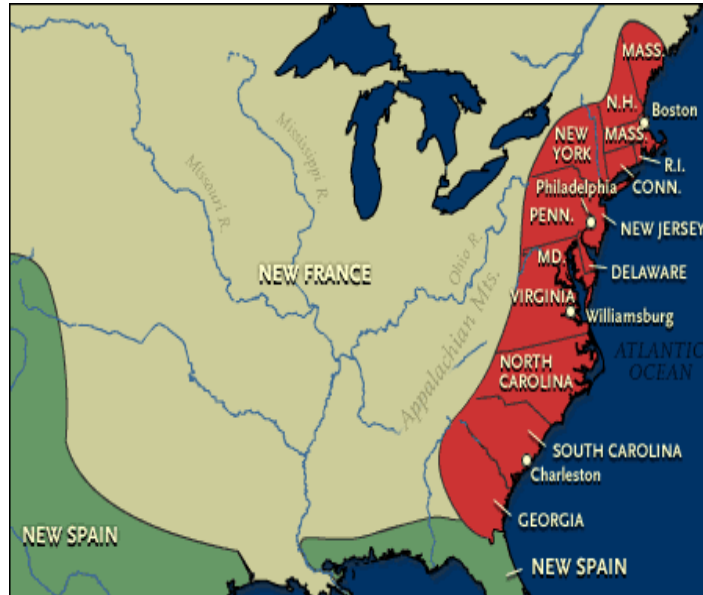 MASS.
N.H.
Boston
MASS.
NEW
YORK
R.I.
CONN.
Philadelphia
PENN.
NEW JERSEY
Mississippi R.
Missouri R.
Ohio R.
MD.
DELAWARE
NEW FRANCE
VIRGINIA
Williamsburg
Appalachian Mts.
ATLANTIC
OCEAN
NORTH
CAROLINA
SOUTH CAROLINA
Charleston
GEORGIA
NEW SPAIN
NEW SPAIN